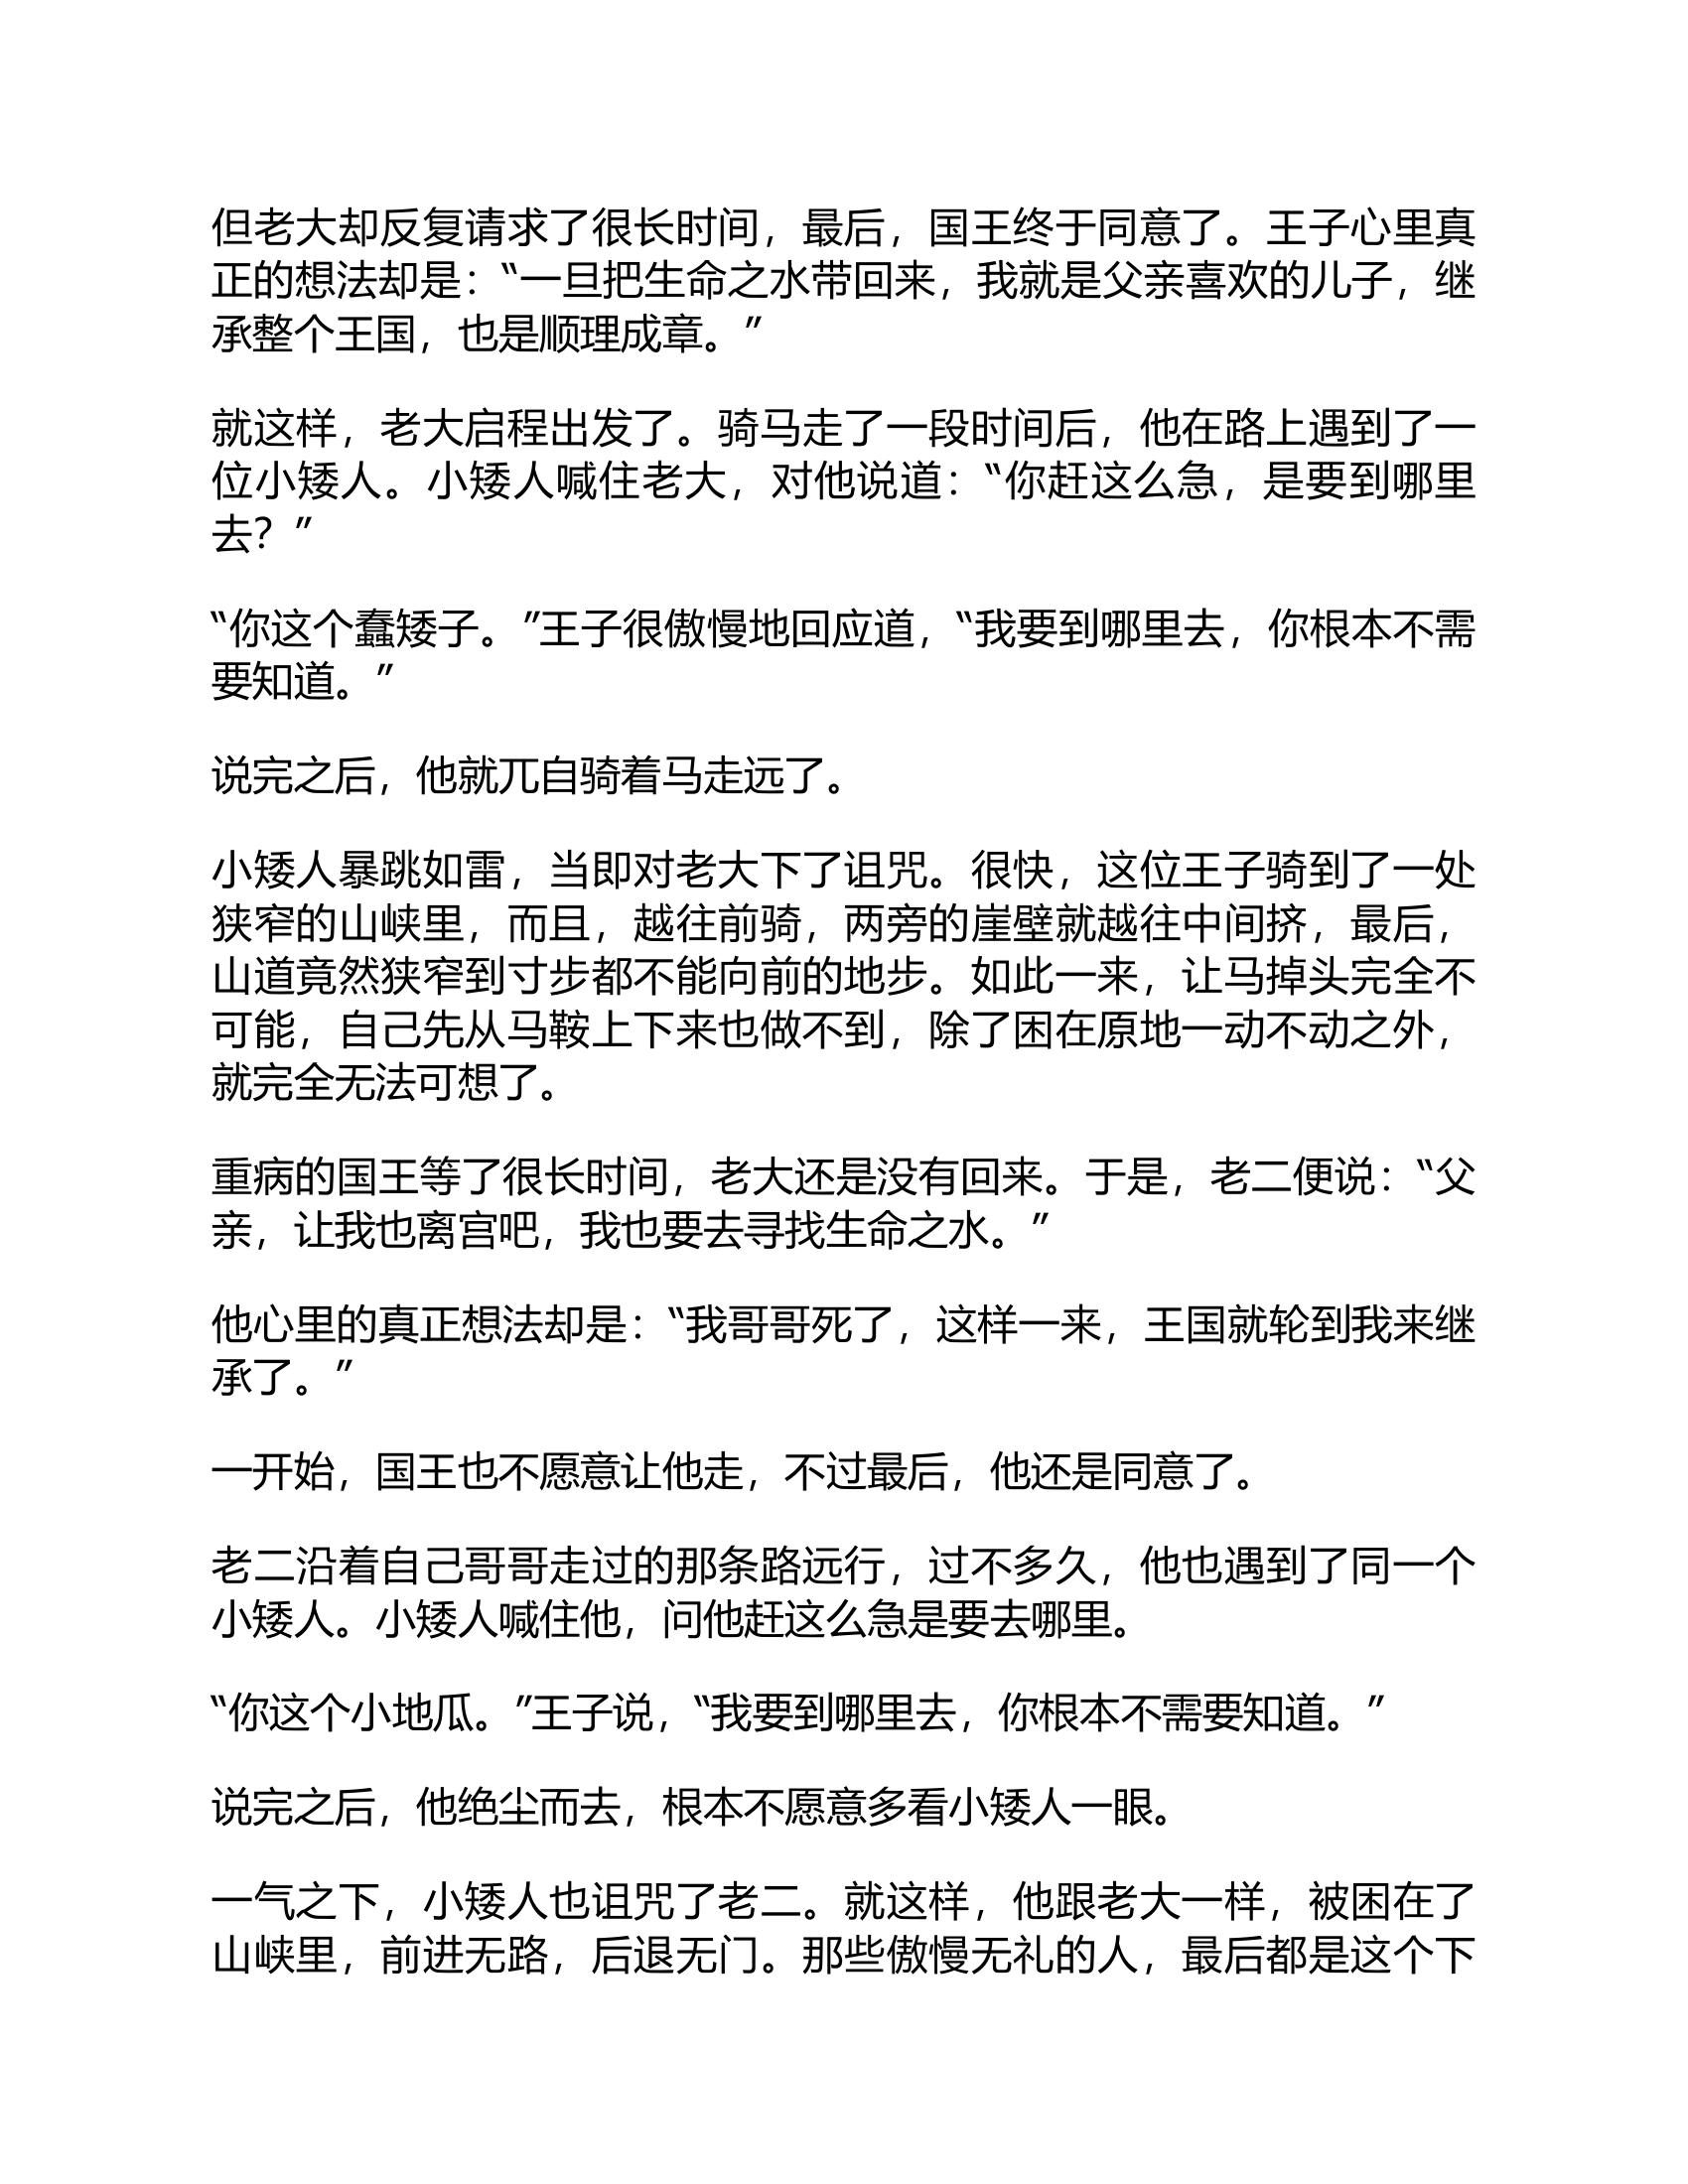 但老大却反复请求了很长时间，最后，国王终于同意了。王子心里真
正的想法却是：“一旦把生命之水带回来，我就是父亲喜欢的儿子，继
承整个王国，也是顺理成章。”
就这样，老大启程出发了。骑马走了一段时间后，他在路上遇到了一
位小矮人。小矮人喊住老大，对他说道：“你赶这么急，是要到哪里
去？”
“你这个蠢矮子。”王子很傲慢地回应道，“我要到哪里去，你根本不需
要知道。”
说完之后，他就兀自骑着马走远了。
小矮人暴跳如雷，当即对老大下了诅咒。很快，这位王子骑到了一处
狭窄的山峡里，而且，越往前骑，两旁的崖壁就越往中间挤，最后，
山道竟然狭窄到寸步都不能向前的地步。如此一来，让马掉头完全不
可能，自己先从马鞍上下来也做不到，除了困在原地一动不动之外，
就完全无法可想了。
重病的国王等了很长时间，老大还是没有回来。于是，老二便说：“父
亲，让我也离宫吧，我也要去寻找生命之水。”
他心里的真正想法却是：“我哥哥死了，这样一来，王国就轮到我来继
承了。”
一开始，国王也不愿意让他走，不过最后，他还是同意了。
老二沿着自己哥哥走过的那条路远行，过不多久，他也遇到了同一个
小矮人。小矮人喊住他，问他赶这么急是要去哪里。
“你这个小地瓜。”王子说，“我要到哪里去，你根本不需要知道。”
说完之后，他绝尘而去，根本不愿意多看小矮人一眼。
一气之下，小矮人也诅咒了老二。就这样，他跟老大一样，被困在了
山峡里，前进无路，后退无门。那些傲慢无礼的人，最后都是这个下